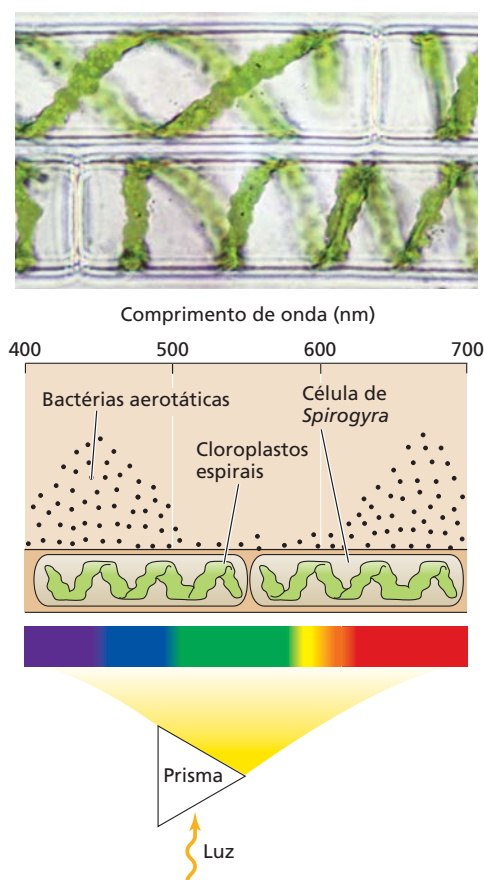 Comprimento de onda (nm)
400 500 600 700
Bactérias aerotáticas
Célula de
Spirogyra
Cloroplastos
espirais
Prisma
Luz